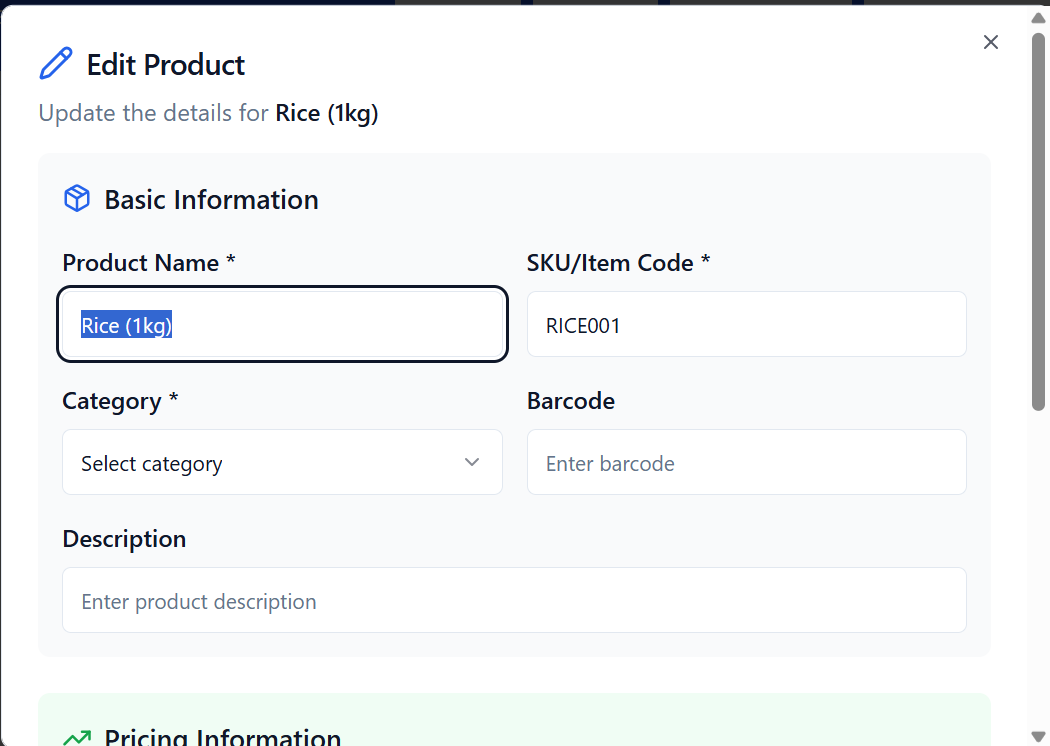 Edit Product
Update the details for Rice (1kg)
Basic Information
Product Name *
SKU/Item Code *
Rice (1kg)
RICE001
Category *
Barcode
Select category
Enter barcode
Description
Enter product description
Pricing Information